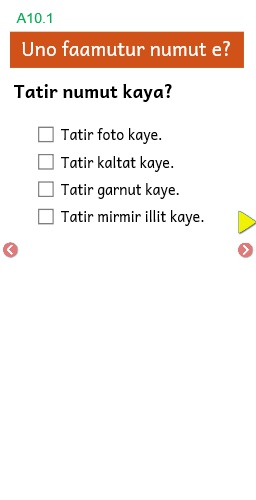 A10.1
Uno faamutur numut e?
Tatir numut kaya?
Tatir foto kaye.
Tatir kaltat kaye.
Tatir garnut kaye.
Tatir mirmir illit kaye.